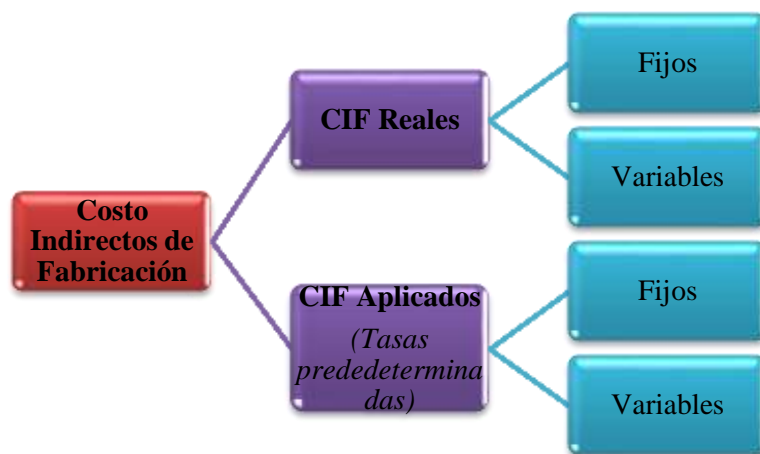 Costo
Indirectos de
Fabricación
CIF Reales
Fijos
Variables
CIF Aplicados
(Tasas
prededetermina
das)
Fijos
Variables